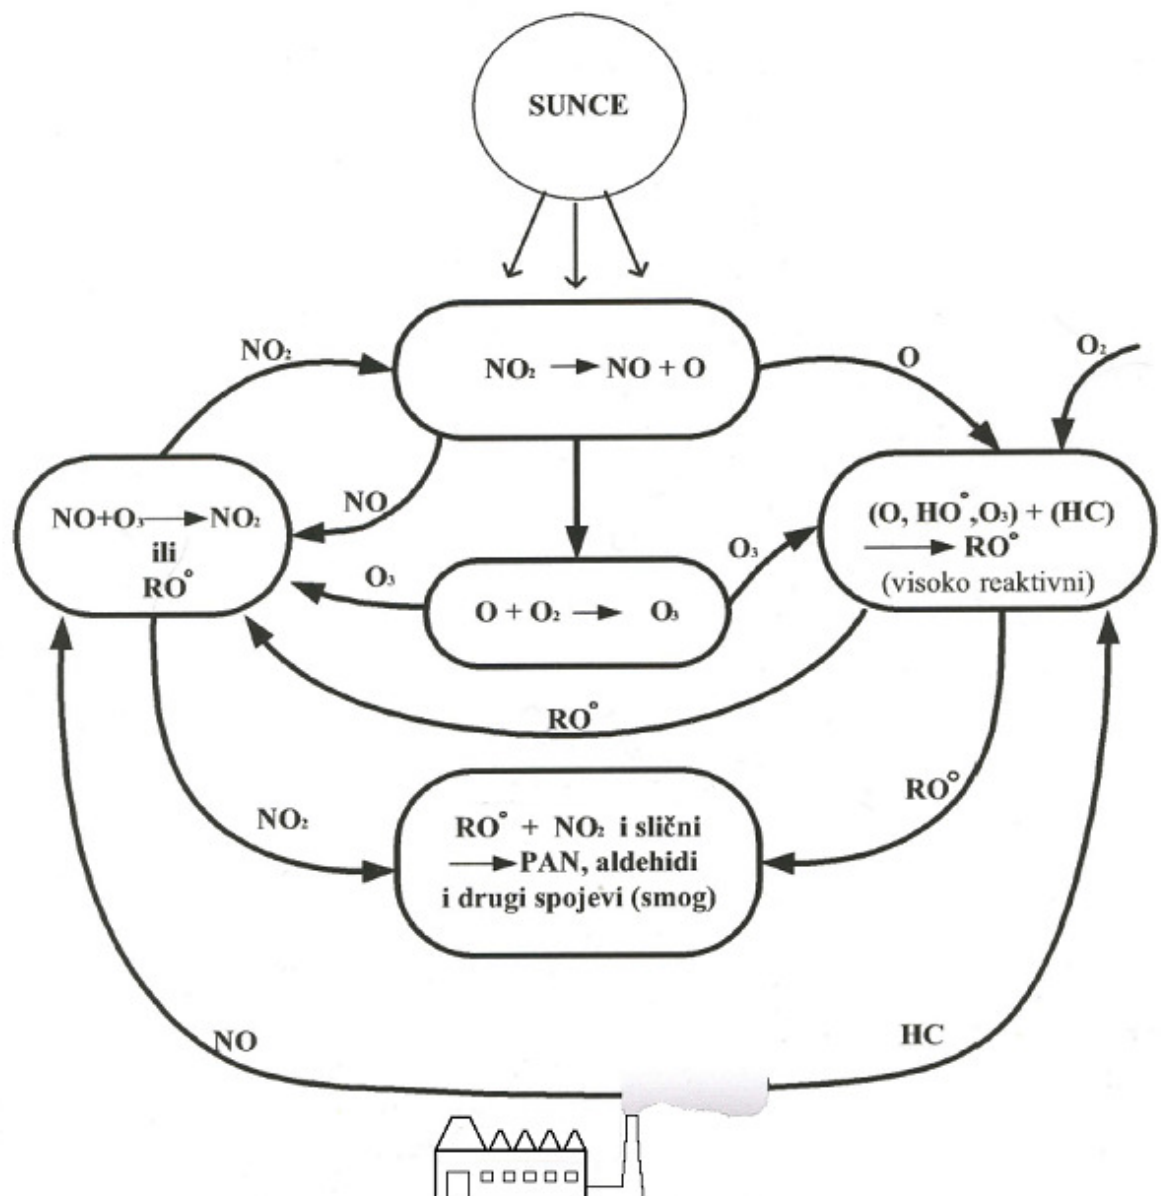 SUNCE
NO₂
NO₂ → NO + O
O
O₂
NO
NO+O₃ → NO₂
ili
RO°
O₃
O + O₂ → O₃
O₃
(O, HO°,O₃) + (HC)
→ RO°
(visoko reaktivni)
RO°
NO₂
RO° + NO₂ i slični
→ PAN, aldehidi
i drugi spojevi (smog)
RO°
NO
HC